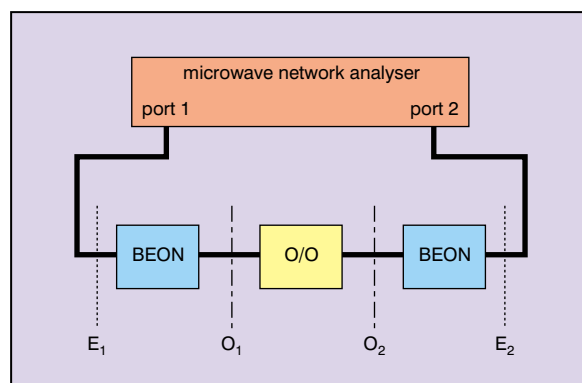 microwave network analyser
port 1 port 2
BEON O/O BEON
E1 O1 O2 E2